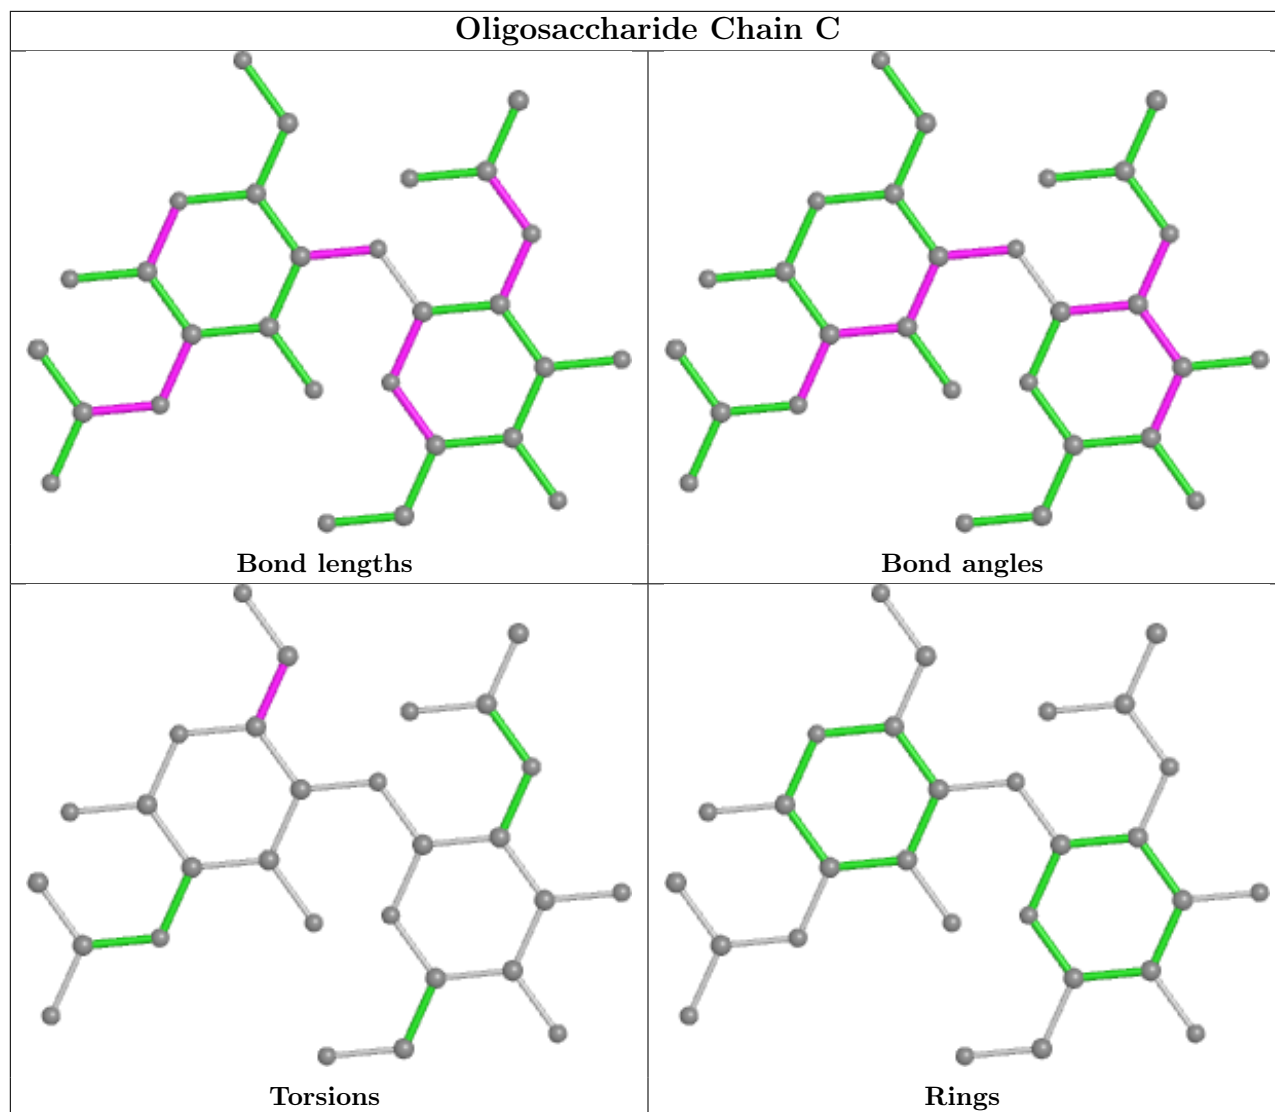 Oligosaccharide Chain C
Bond lengths
Bond angles
Torsions
Rings